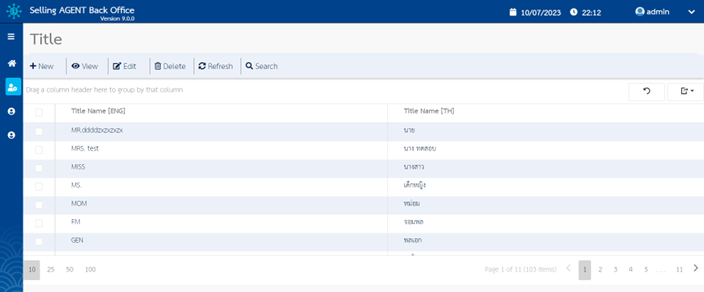 Selling AGENT Back Office
Version 9.0.0
10/07/2023 22:12 admin
Title
New View Edit Delete Refresh Search
Drag a column header here to group by that column
Title Name [ENG] Title Name [TH]
MR.ddddzxzxzxzx นาย
MRS. test นาง ทดสอบ
MISS นางสาว
MS. เด็กหญิง
MOM หม่อม
FM จอมพล
GEN พลเอก
10 25 50 100 Page 1 of 11 (103 items) 1 2 3 4 5 ... 11